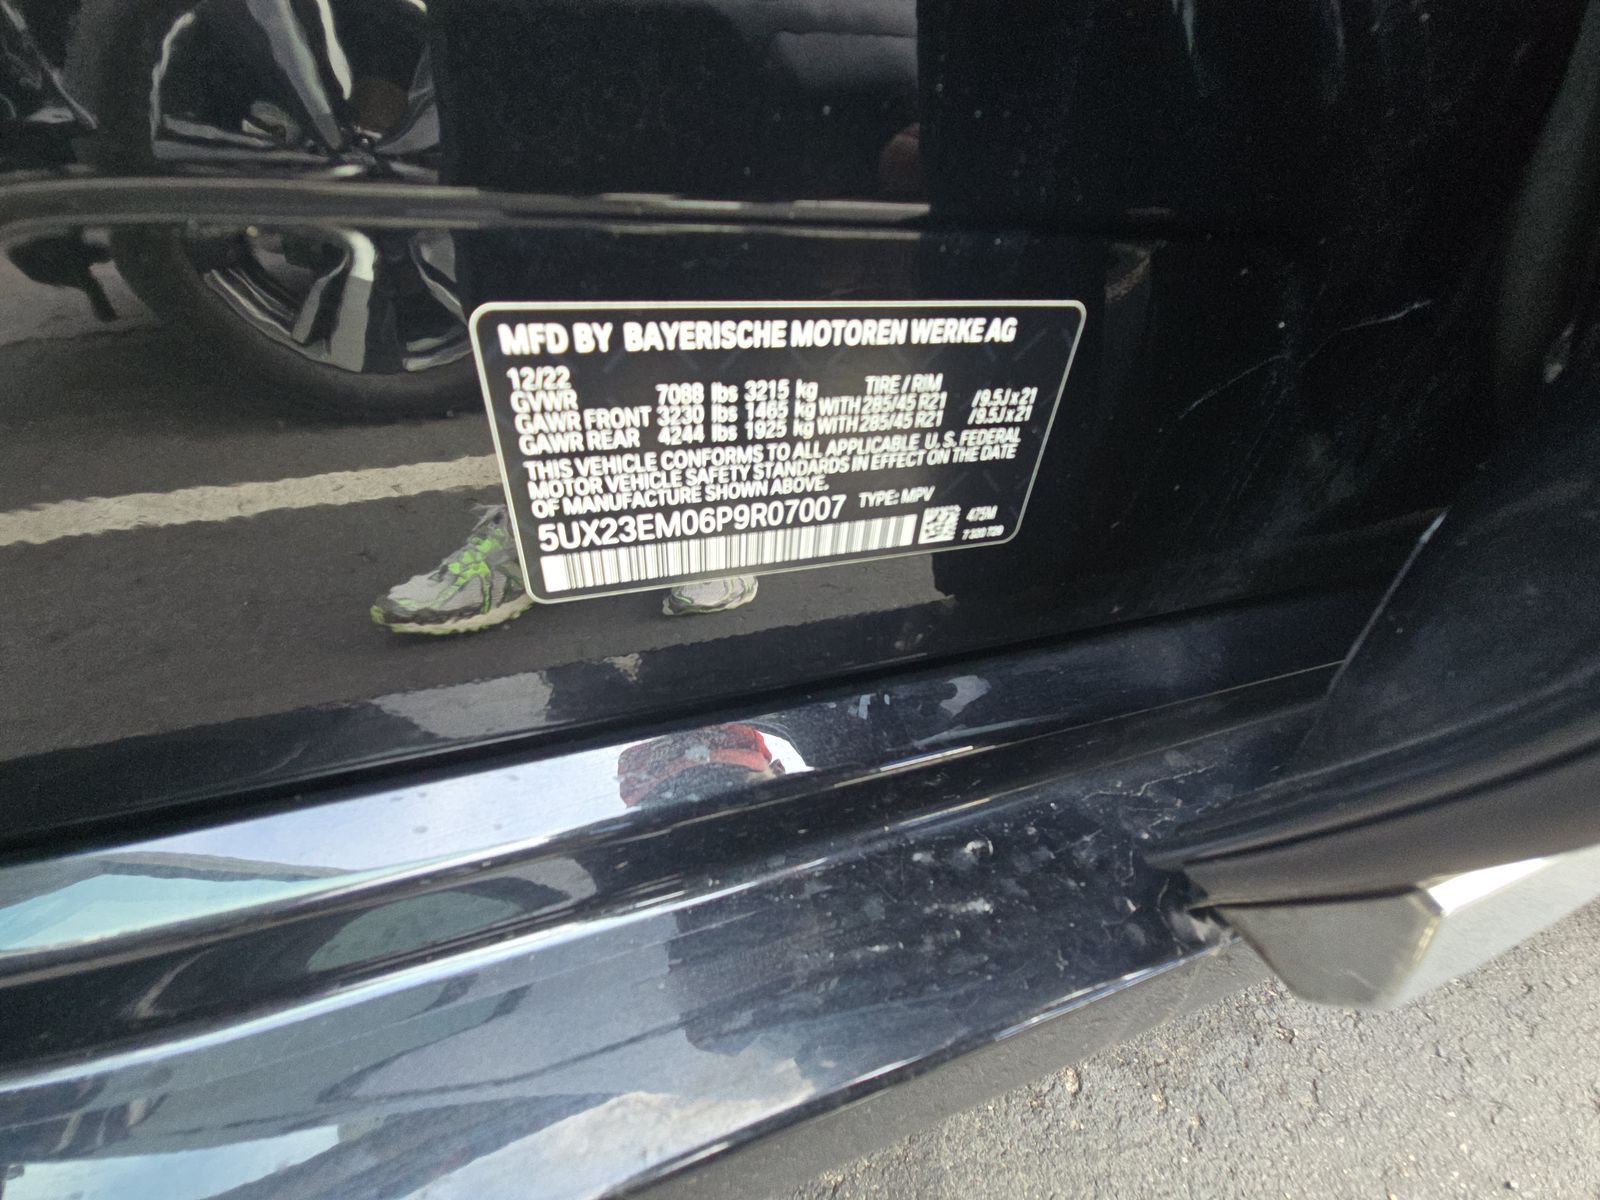 MFD BY BAYERISCHE MOTOREN WERKE AG
12/22
GVWR 7088 lbs 3215 kg TIRE / RIM
GAWR FRONT 3230 lbs 1465 kg WITH 285/45 R21 /9.5J x 21
GAWR REAR 4244 lbs 1925 kg WITH 285/45 R21 /9.5J x 21
THIS VEHICLE CONFORMS TO ALL APPLICABLE U.S. FEDERAL
MOTOR VEHICLE SAFETY STANDARDS IN EFFECT ON THE DATE
OF MANUFACTURE SHOWN ABOVE.
5UX23EM06P9R07007 TYPE: MPV
475M